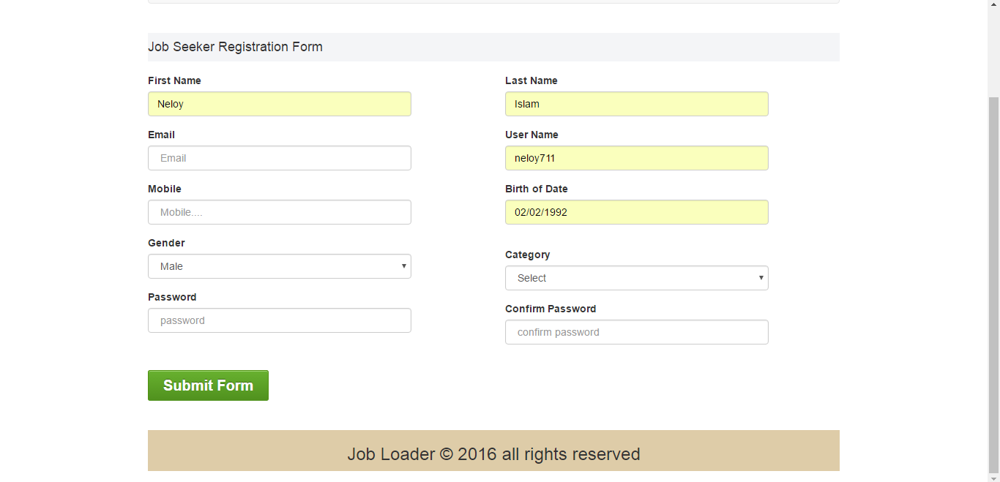 Job Seeker Registration Form
First Name
Last Name
Neloy
Islam
Email
User Name
Email
neloy711
Mobile
Birth of Date
Mobile....
02/02/1992
Gender
Male
Category
Select
Password
password
Confirm Password
confirm password
Submit Form
Job Loader © 2016 all rights reserved